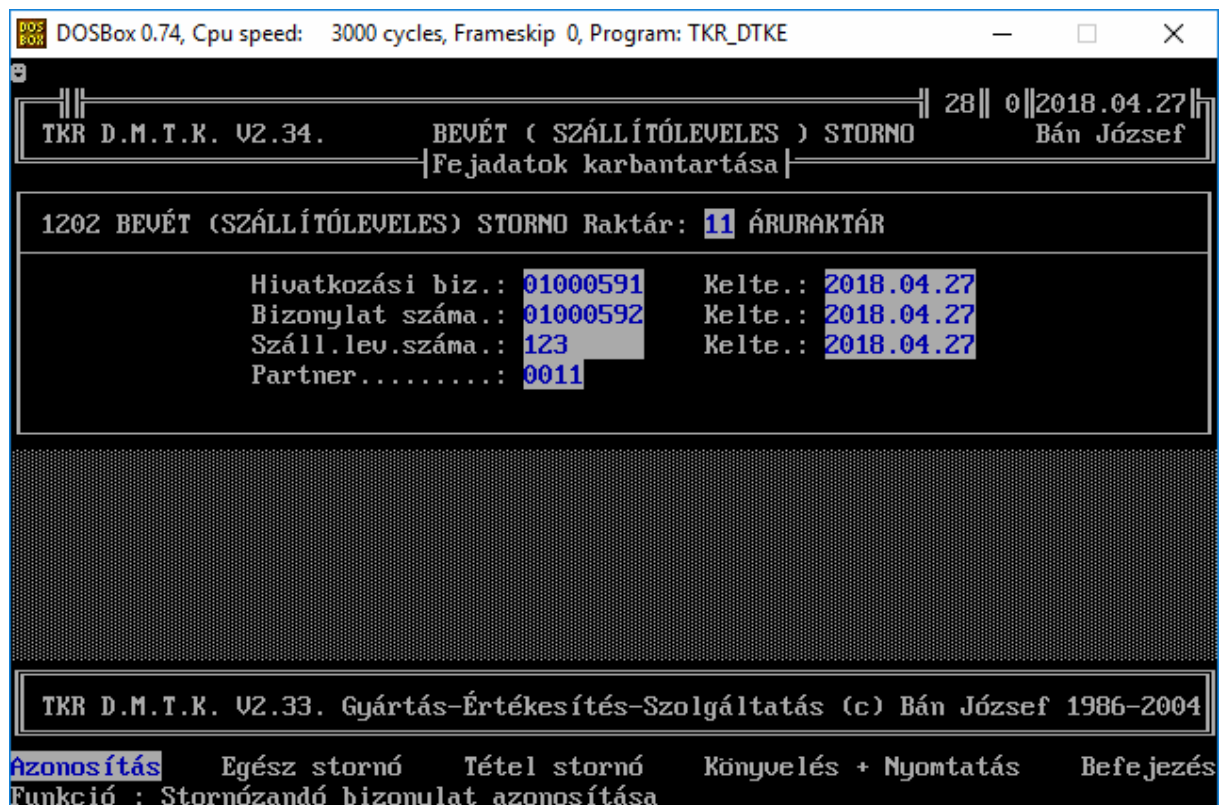 DOSBox 0.74, Cpu speed: 3000 cycles, Frameskip 0, Program: TKR_DTKE
28 0 2018.04.27
TKR D.M.T.K. V2.34. BEVÉT ( SZÁLLÍTÓLEVELES ) STORNO Bán József
Fejadatok karbantartása
1202 BEVÉT (SZÁLLÍTÓLEVELES) STORNO Raktár: 11 ÁRURAKTÁR
Hivatkozási biz.: 01000591 Kelte.: 2018.04.27
Bizonylat száma.: 01000592 Kelte.: 2018.04.27
Száll.lev.száma.: 123 Kelte.: 2018.04.27
Partner.........: 0011
TKR D.M.T.K. V2.33. Gyártás-Értékesítés-Szolgáltatás (c) Bán József 1986-2004
Azonosítás Egész stornó Tétel stornó Könyvelés + Nyomtatás Befejezés
Funkció : Stornózandó bizonylat azonosítása